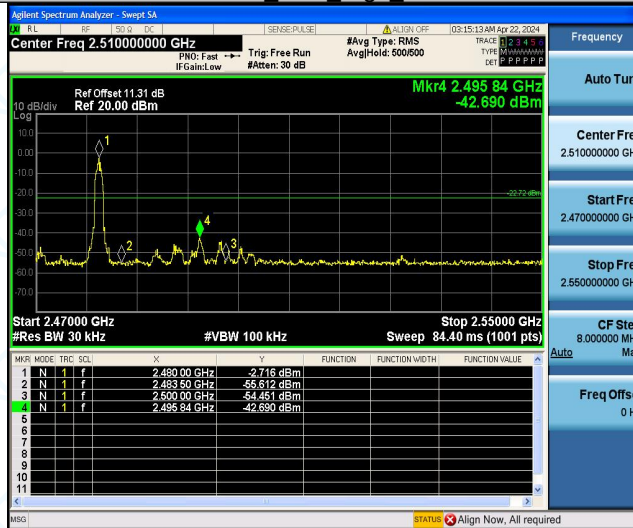 Agilent Spectrum Analyzer - Swept SA
RL RF 50 Ω DC SENSE:PULSE ALIGN OFF 03:15:13 AM Apr 22, 2024
Center Freq 2.510000000 GHz
PNO: Fast
IFGain:Low
Trig: Free Run
#Atten: 30 dB
#Avg Type: RMS
Avg|Hold: 500/500
TRACE 1 2 3 4 5 6
TYPE M
DET P P P P P P
Ref Offset 11.31 dB
Ref 20.00 dBm
10 dB/div
Log
Mkr4 2.495 84 GHz
-42.690 dBm
10.0
0.00
-10.0
-20.0
-30.0
-40.0
-50.0
-60.0
-70.0
-22.72 dBm
1
2
3
4
Start 2.47000 GHz
Stop 2.55000 GHz
#Res BW 30 kHz
#VBW 100 kHz
Sweep 84.40 ms (1001 pts)
MKR MODE TRC SCL X Y FUNCTION FUNCTION WIDTH FUNCTION VALUE
1 N 1 f 2.480 00 GHz -2.716 dBm
2 N 1 f 2.483 50 GHz -55.612 dBm
3 N 1 f 2.500 00 GHz -54.451 dBm
4 N 1 f 2.495 84 GHz -42.690 dBm
5
6
7
8
9
10
11
MSG
STATUS Align Now, All required
Frequency
Auto Tun
Center Fre
2.510000000 GH
Start Fre
2.470000000 GH
Stop Fre
2.550000000 GH
CF Ste
8.000000 MH
Auto Ma
Freq Offs
0 H